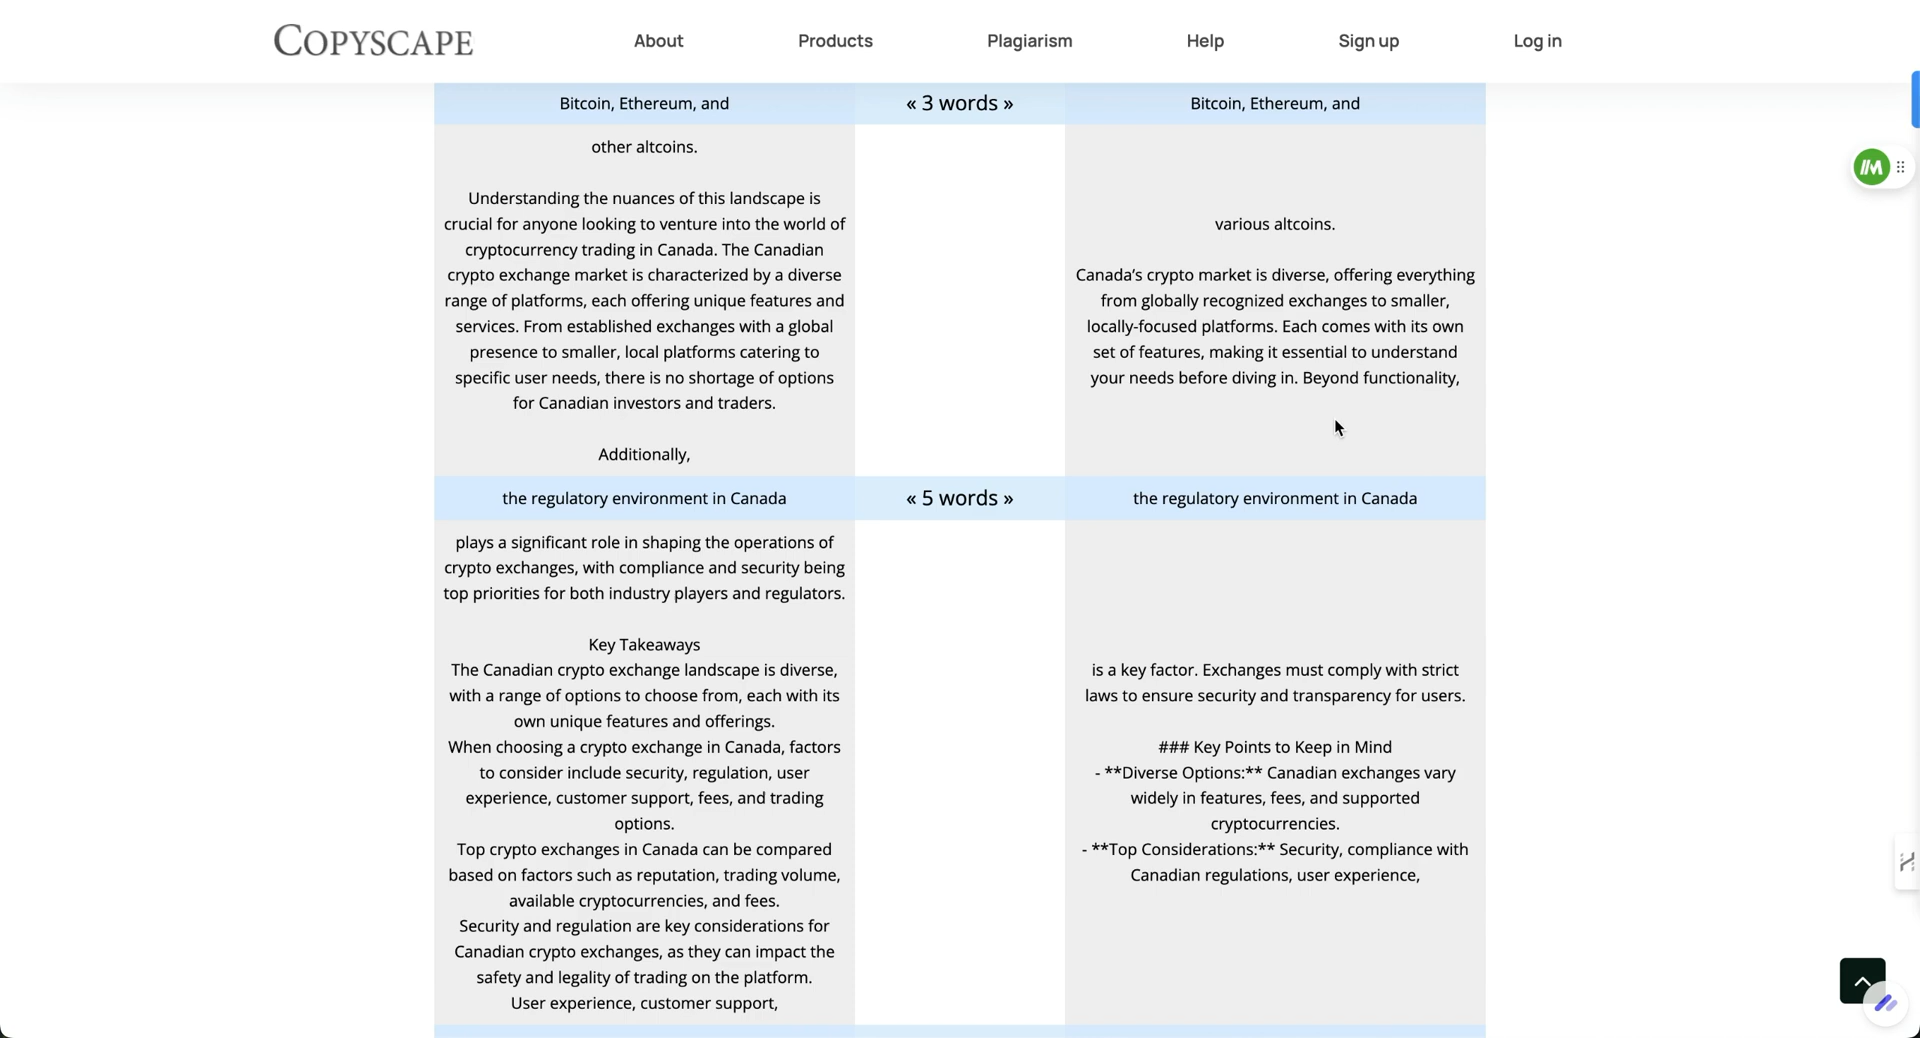 COPYSCAPE
About
Products
Plagiarism
Help
Sign up
Log in
Bitcoin, Ethereum, and
« 3 words »
Bitcoin, Ethereum, and
other altcoins.
Understanding the nuances of this landscape is
crucial for anyone looking to venture into the world of
cryptocurrency trading in Canada. The Canadian
crypto exchange market is characterized by a diverse
range of platforms, each offering unique features and
services. From established exchanges with a global
presence to smaller, local platforms catering to
specific user needs, there is no shortage of options
for Canadian investors and traders.
Additionally,
various altcoins.
Canada's crypto market is diverse, offering everything
from globally recognized exchanges to smaller,
locally-focused platforms. Each comes with its own
set of features, making it essential to understand
your needs before diving in. Beyond functionality,
the regulatory environment in Canada
« 5 words »
the regulatory environment in Canada
plays a significant role in shaping the operations of
crypto exchanges, with compliance and security being
top priorities for both industry players and regulators.
Key Takeaways
The Canadian crypto exchange landscape is diverse,
with a range of options to choose from, each with its
own unique features and offerings.
When choosing a crypto exchange in Canada, factors
to consider include security, regulation, user
experience, customer support, fees, and trading
options.
Top crypto exchanges in Canada can be compared
based on factors such as reputation, trading volume,
available cryptocurrencies, and fees.
Security and regulation are key considerations for
Canadian crypto exchanges, as they can impact the
safety and legality of trading on the platform.
User experience, customer support,
is a key factor. Exchanges must comply with strict
laws to ensure security and transparency for users.
### Key Points to Keep in Mind
- **Diverse Options:** Canadian exchanges vary
widely in features, fees, and supported
cryptocurrencies.
- **Top Considerations:** Security, compliance with
Canadian regulations, user experience,